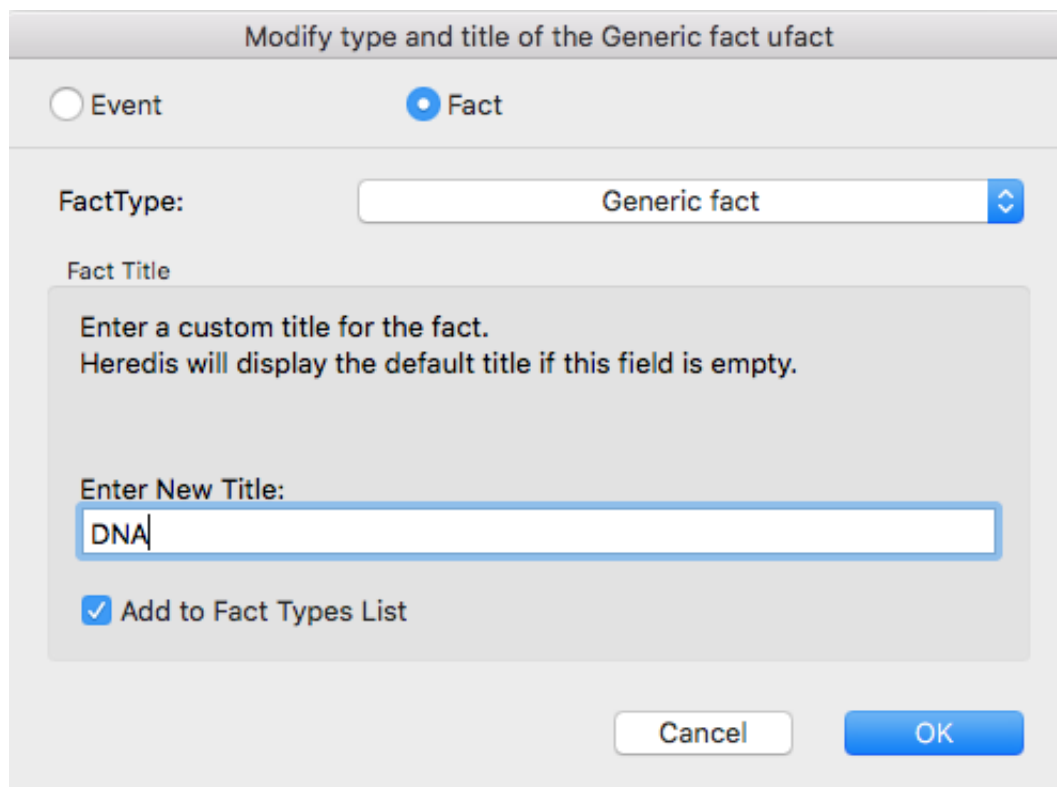 Modify type and title of the Generic fact ufact
Event Fact
FactType: Generic fact
Fact Title
Enter a custom title for the fact.
Heredis will display the default title if this field is empty.
Enter New Title:
DNA
Add to Fact Types List
Cancel OK